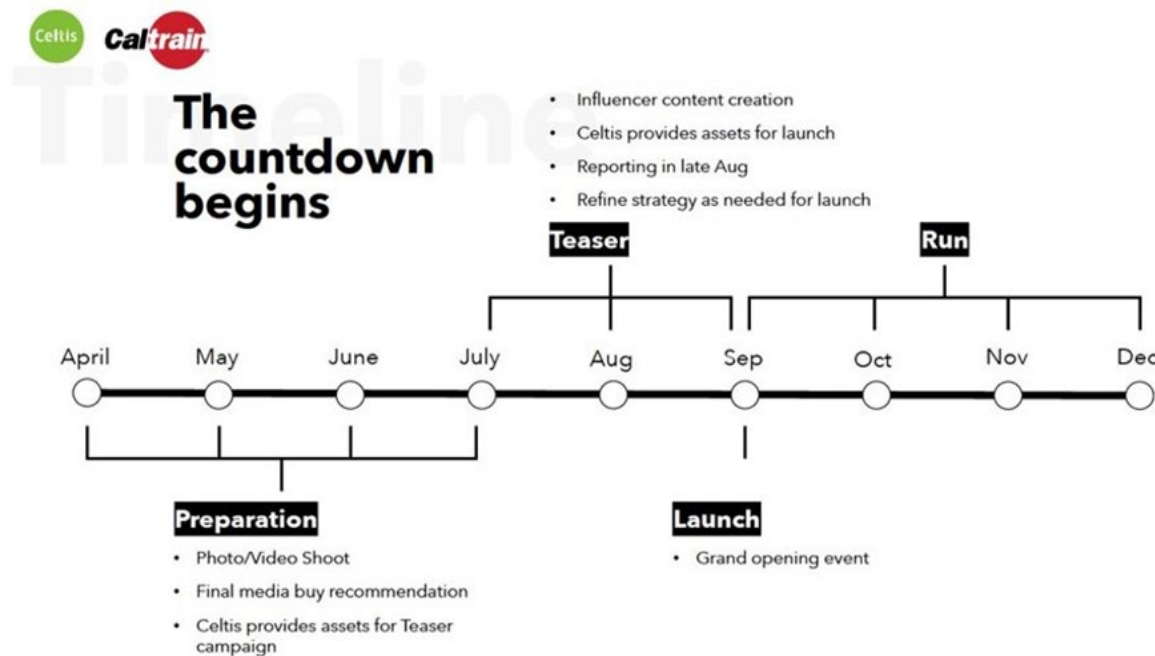 Celtis
Caltrain
Timeline
The
countdown
begins
• Influencer content creation
• Celtis provides assets for launch
• Reporting in late Aug
• Refine strategy as needed for launch
Teaser
Run
April May June July Aug Sep Oct Nov Dec
Preparation
• Photo/Video Shoot
• Final media buy recommendation
• Celtis provides assets for Teaser
campaign
Launch
• Grand opening event